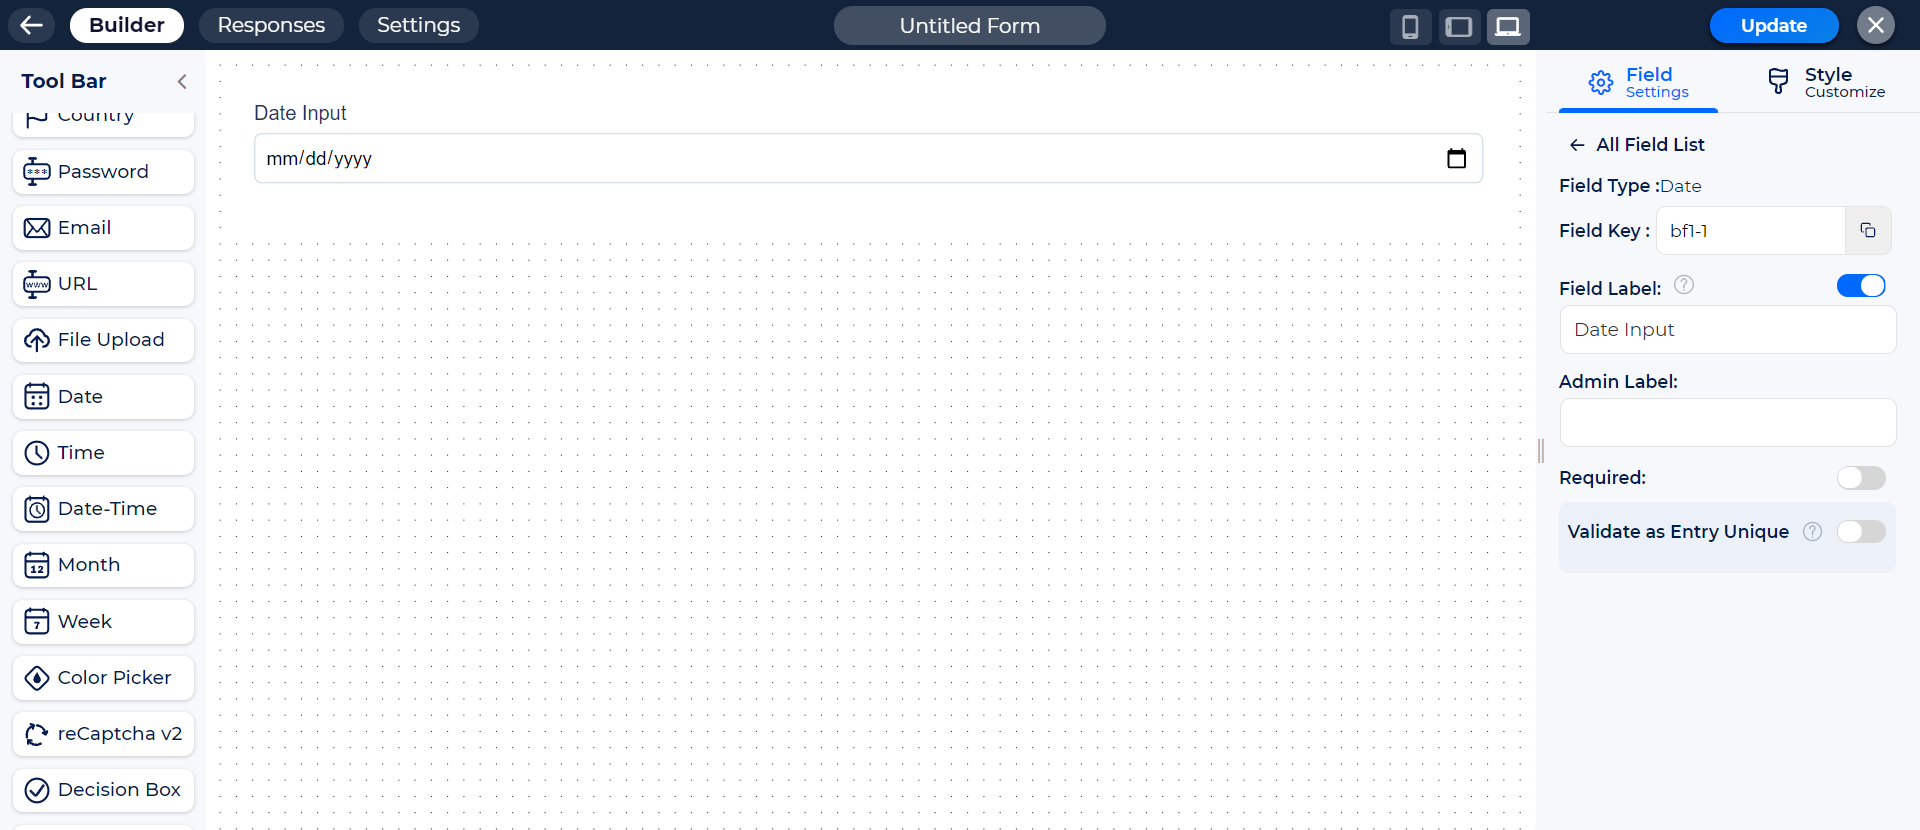 Builder
Responses
Settings
Untitled Form
Update
Tool Bar
Country
Password
Email
URL
File Upload
Date
Time
Date-Time
Month
Week
Color Picker
reCaptcha v2
Decision Box
Date Input
mm/dd/yyyy
Field
Settings
Style
Customize
All Field List
Field Type :Date
Field Key : bf1-1
Field Label: ?
Date Input
Admin Label:
Required:
Validate as Entry Unique ?